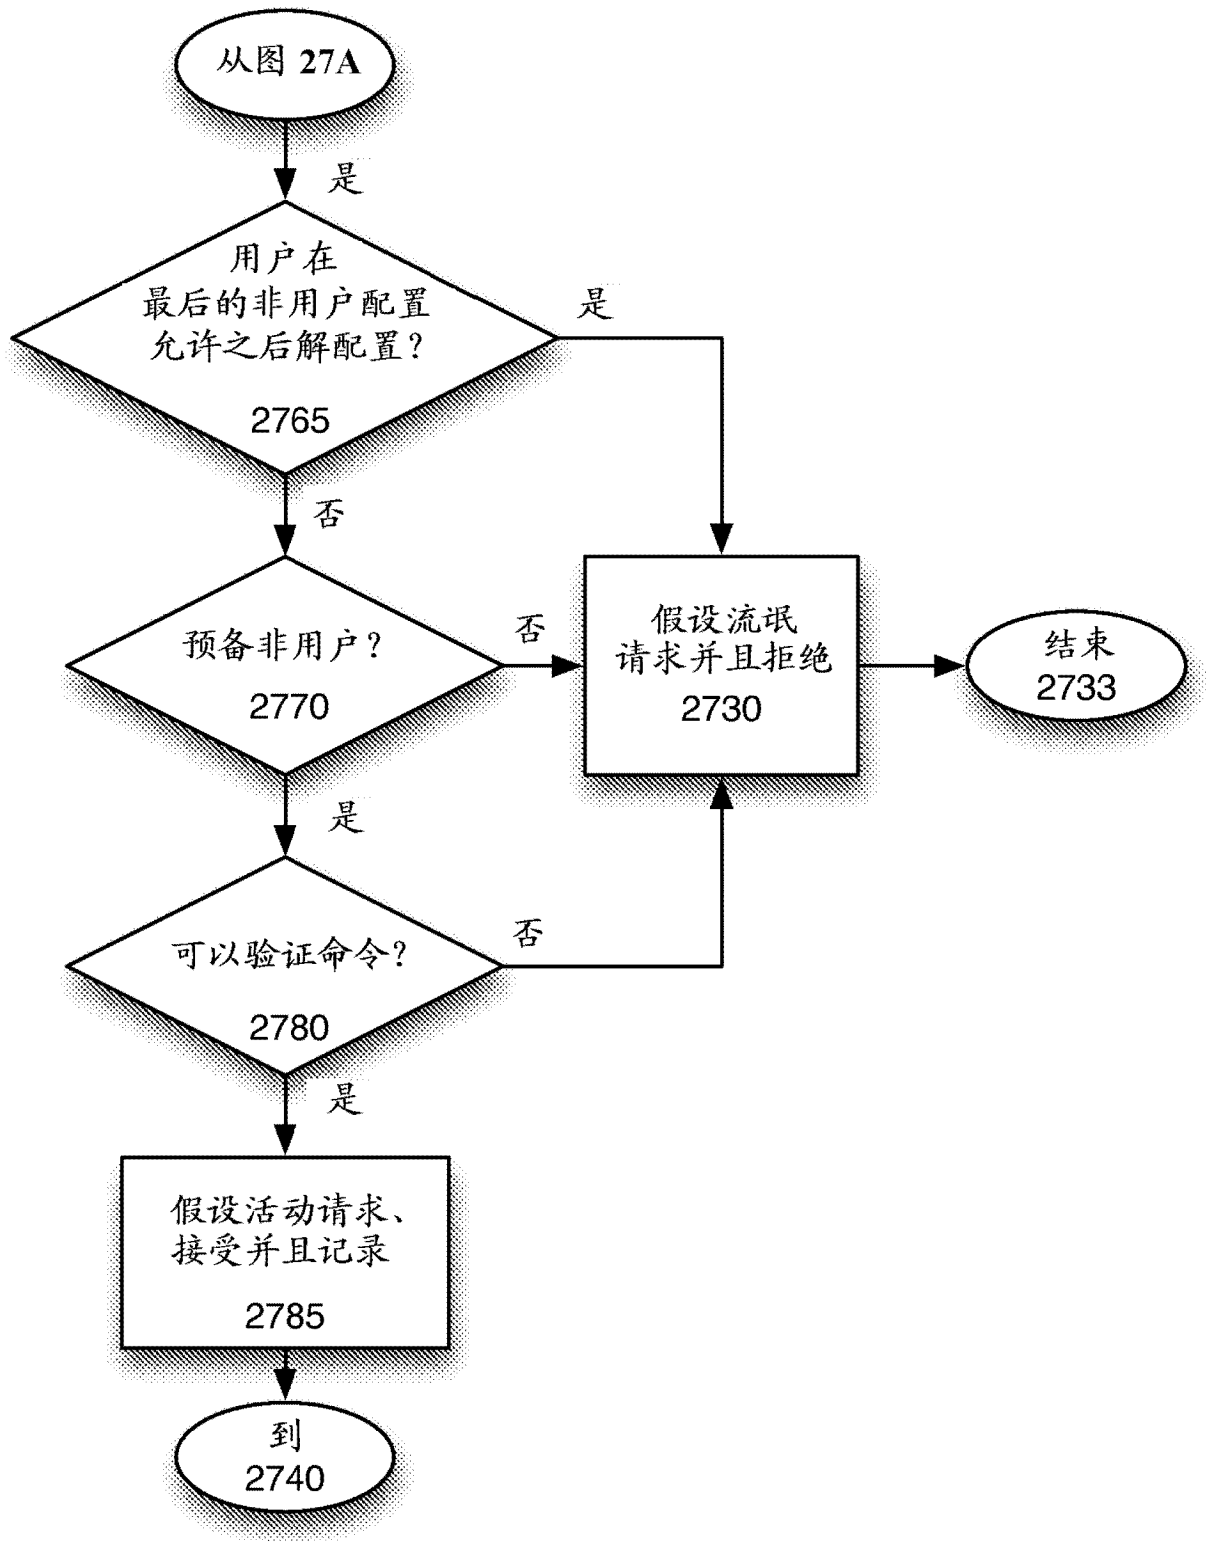 从图 27A
是
用户在
最后的非用户配置
允许之后解配置?
2765
是
否
预备非用户?
2770
否
假设流氓
请求并且拒绝
2730
结束
2733
是
可以验证命令?
2780
否
是
假设活动请求、
接受并且记录
2785
到
2740